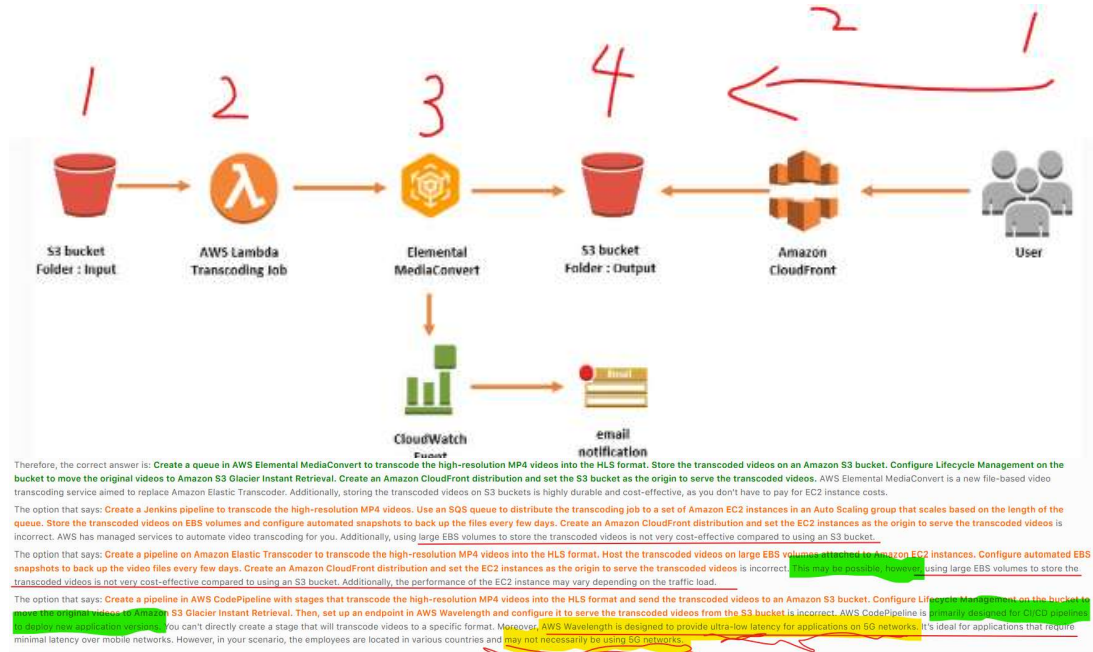 2 1
1 2 3 4
S3 bucket
Folder : Input
AWS Lambda
Transcoding Job
Elemental
MediaConvert
S3 bucket
Folder : Output
Amazon
CloudFront
User
Email
CloudWatch
Event
email
notification
Therefore, the correct answer is: Create a queue in AWS Elemental MediaConvert to transcode the high-resolution MP4 videos into the HLS format. Store the transcoded videos on an Amazon S3 bucket. Configure Lifecycle Management on the
bucket to move the original videos to Amazon S3 Glacier Instant Retrieval. Create an Amazon CloudFront distribution and set the S3 bucket as the origin to serve the transcoded videos. AWS Elemental MediaConvert is a new file-based video
transcoding service aimed to replace Amazon Elastic Transcoder. Additionally, storing the transcoded videos on S3 buckets is highly durable and cost-effective, as you don't have to pay for EC2 instance costs.
The option that says: Create a Jenkins pipeline to transcode the high-resolution MP4 videos. Use an SQS queue to distribute the transcoding job to a set of Amazon EC2 instances in an Auto Scaling group that scales based on the length of the
queue. Store the transcoded videos on EBS volumes and configure automated snapshots to back up the files every few days. Create an Amazon CloudFront distribution and set the EC2 instances as the origin to serve the transcoded videos is
incorrect. AWS has managed services to automate video transcoding for you. Additionally, using large EBS volumes to store the transcoded videos is not very cost-effective compared to using an S3 bucket.
The option that says: Create a pipeline on Amazon Elastic Transcoder to transcode the high-resolution MP4 videos into the HLS format. Host the transcoded videos on large EBS volumes attached to Amazon EC2 instances. Configure automated EBS
snapshots to back up the video files every few days. Create an Amazon CloudFront distribution and set the EC2 instances as the origin to serve the transcoded videos is incorrect. This may be possible, however, using large EBS volumes to store the
transcoded videos is not very cost-effective compared to using an S3 bucket. Additionally, the performance of the EC2 instance may vary depending on the traffic load.
The option that says: Create a pipeline in AWS CodePipeline with stages that transcode the high-resolution MP4 videos into the HLS format and send the transcoded videos to an Amazon S3 bucket. Configure Lifecycle Management on the bucket to
move the original videos to Amazon S3 Glacier Instant Retrieval. Then, set up an endpoint in AWS Wavelength and configure it to serve the transcoded videos from the S3 bucket is incorrect. AWS CodePipeline is primarily designed for CI/CD pipelines
to deploy new application versions. You can't directly create a stage that will transcode videos to a specific format. Moreover, AWS Wavelength is designed to provide ultra-low latency for applications on 5G networks. It's ideal for applications that require
minimal latency over mobile networks. However, in your scenario, the employees are located in various countries and may not necessarily be using 5G networks.